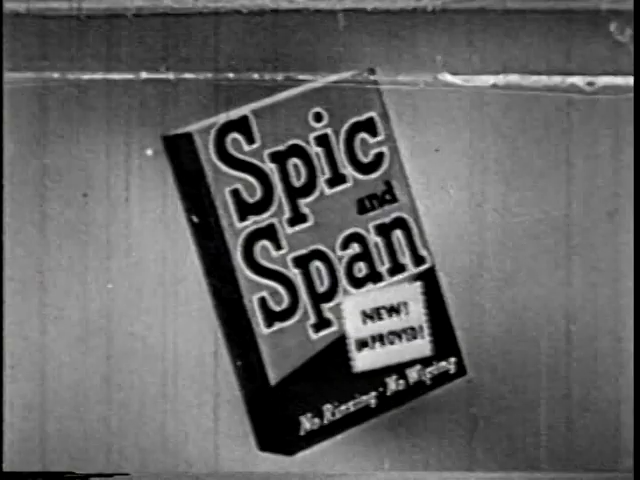 Spic
and
Span
NEW!
IMPROVED!
No Rinsing · No Wiping